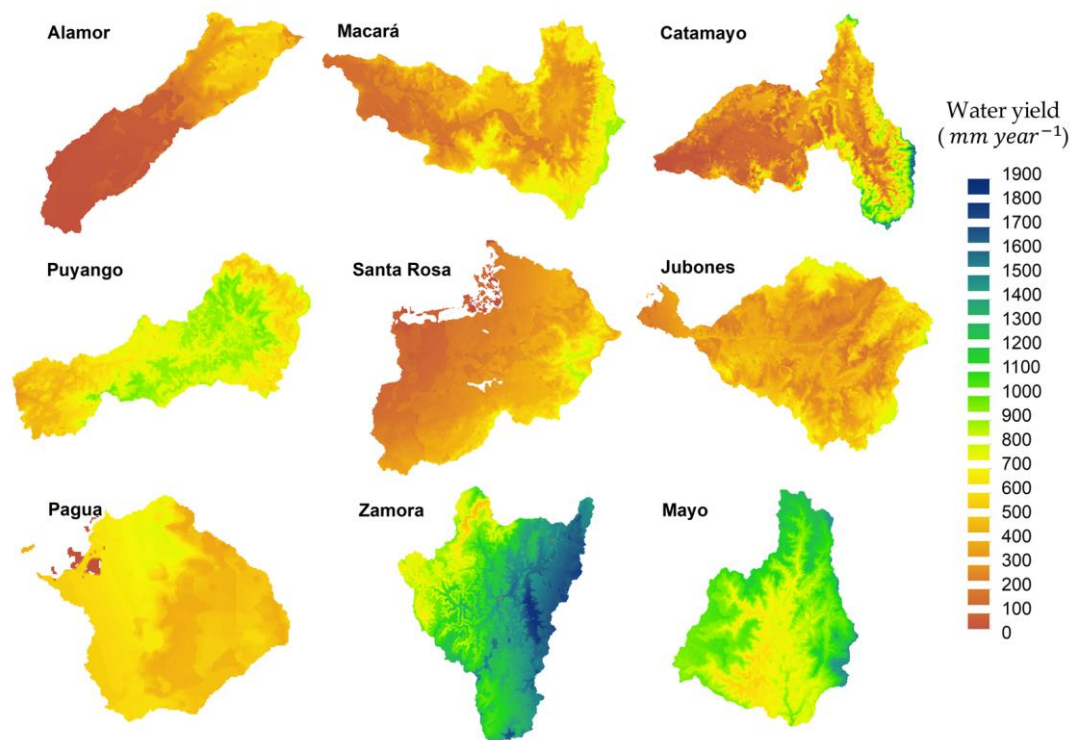 Alamor
Macará
Catamayo
Water yield
( mm year⁻¹)
1900
1800
1700
1600
1500
1400
1300
1200
1100
1000
900
800
700
600
500
400
300
200
100
0
Puyango
Santa Rosa
Jubones
Pagua
Zamora
Mayo